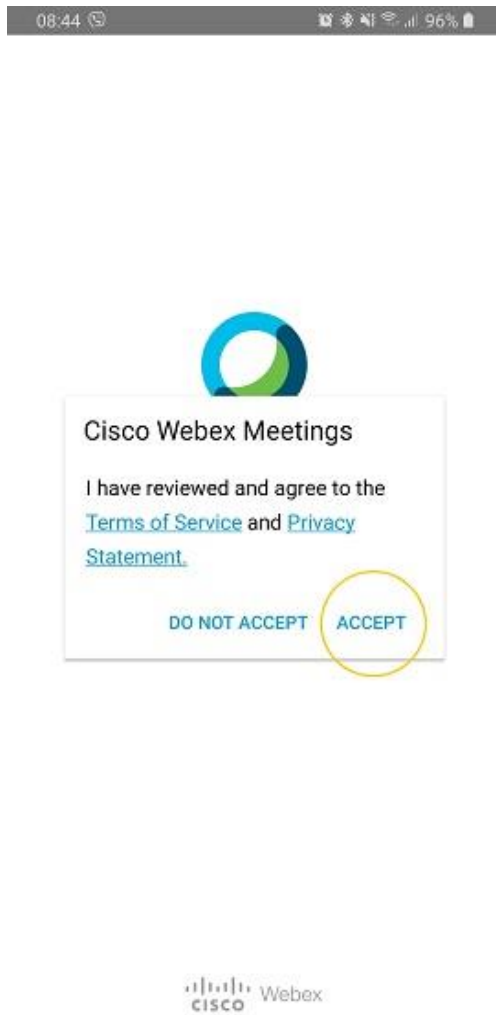 08:44 96%
Cisco Webex Meetings
I have reviewed and agree to the
Terms of Service and Privacy
Statement.
DO NOT ACCEPT ACCEPT
CISCO Webex